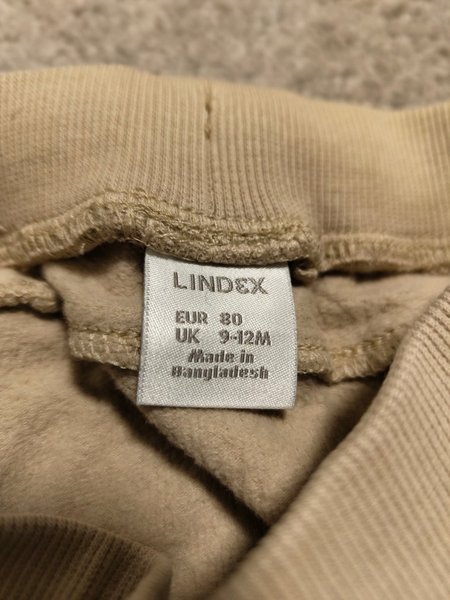 LINDEX
EUR 80
UK 9-12M
Made in
Bangladesh